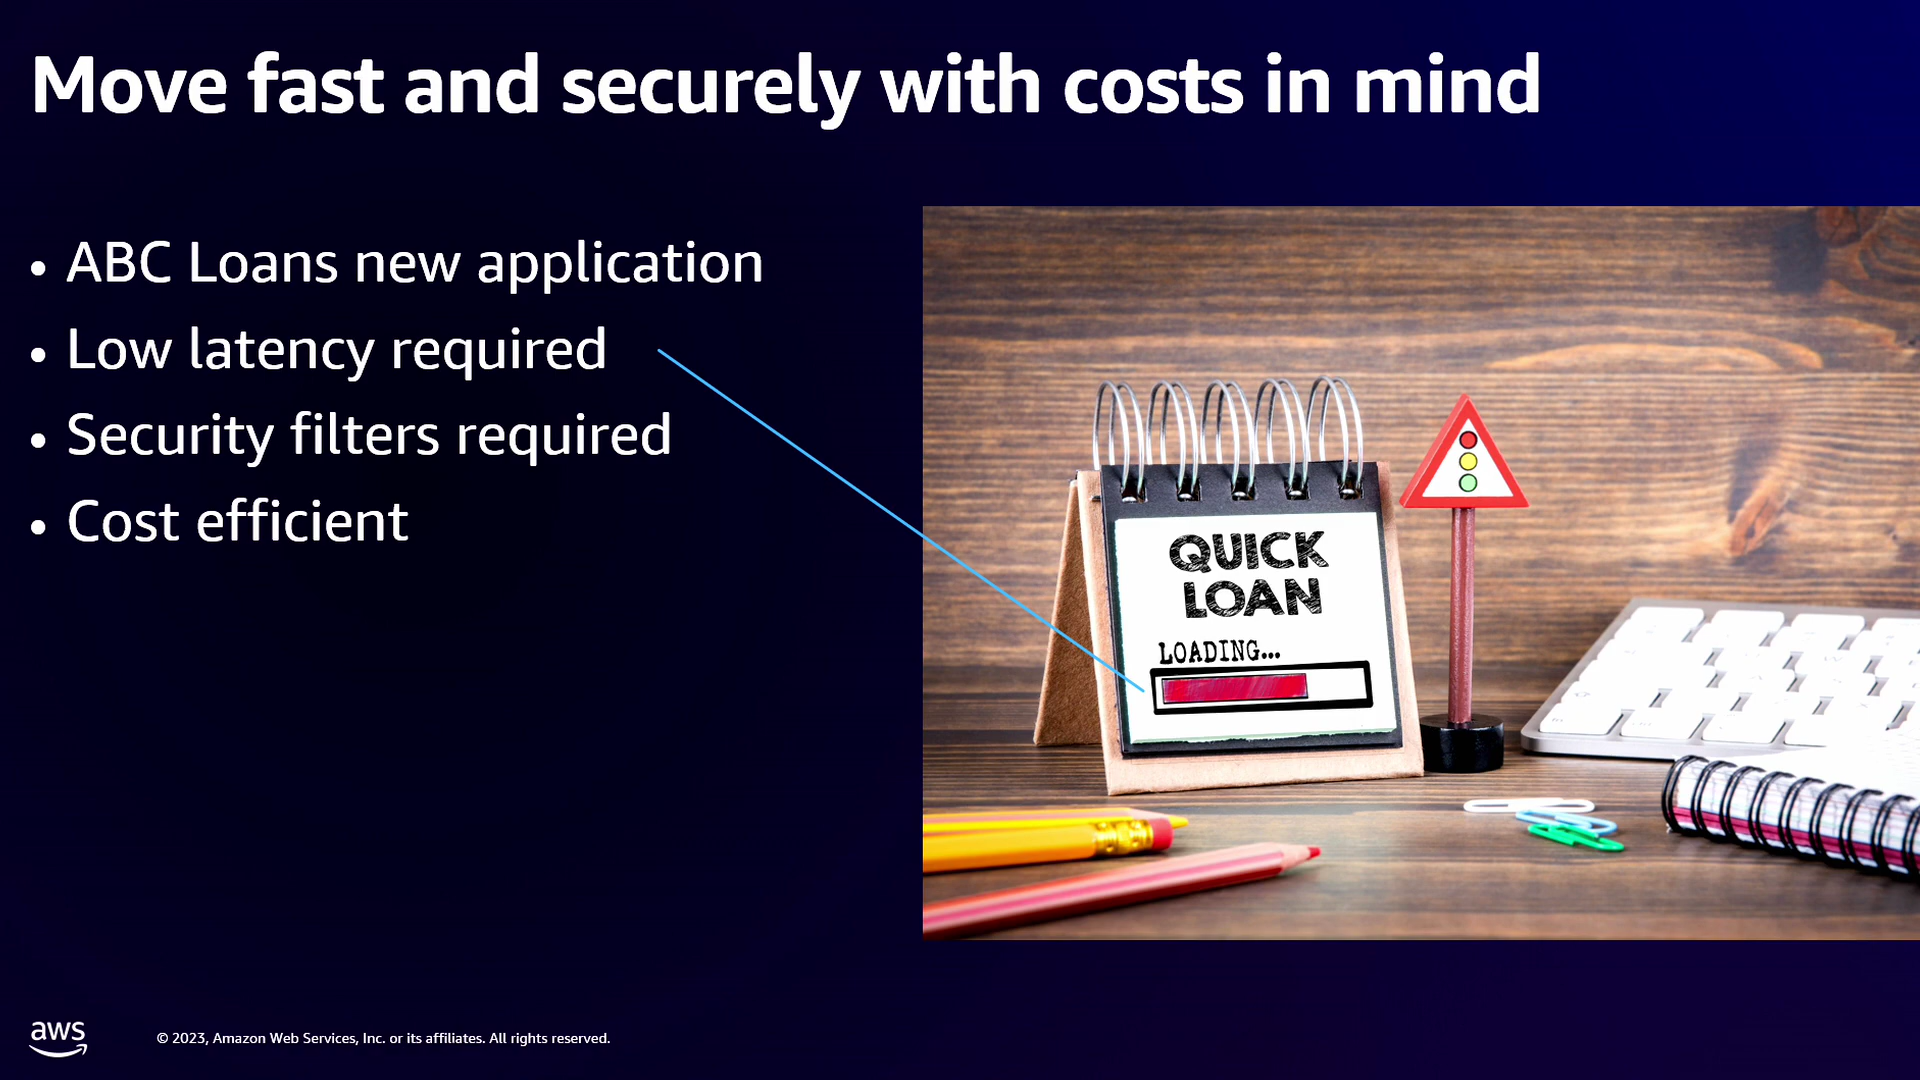 Move fast and securely with costs in mind
• ABC Loans new application
• Low latency required
• Security filters required
• Cost efficient
QUICK
LOAN
LOADING...
aws
© 2023, Amazon Web Services, Inc. or its affiliates. All rights reserved.